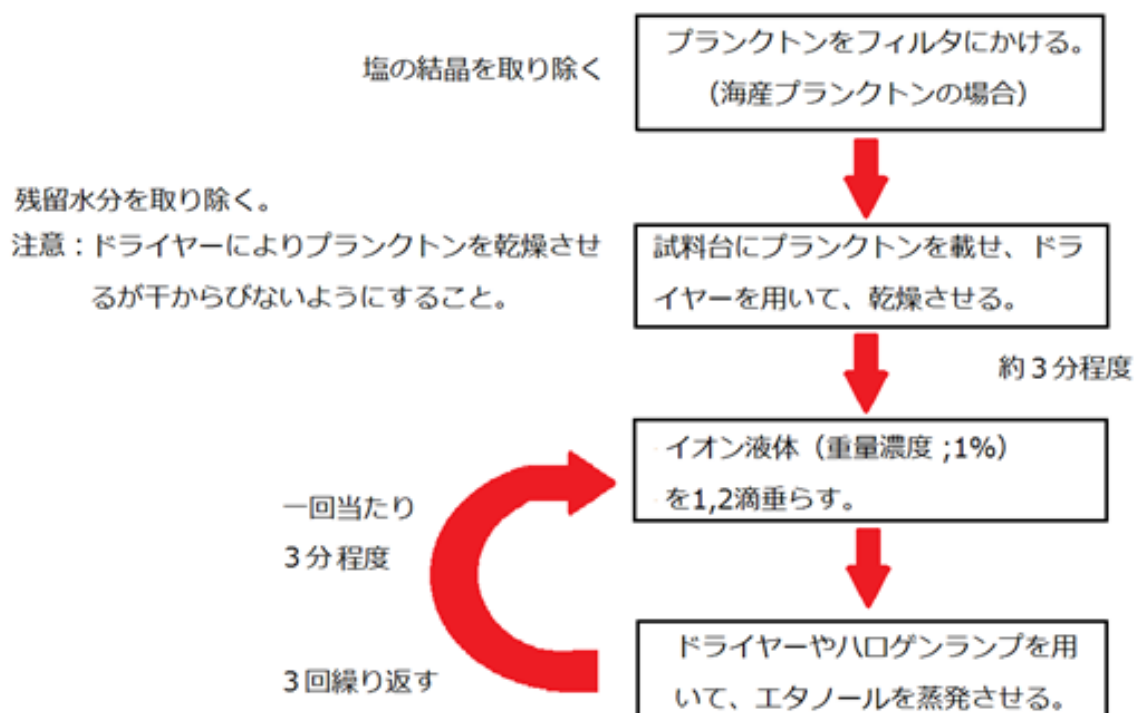 プランクトンをフィルタにかける。
（海産プランクトンの場合）
塩の結晶を取り除く
残留水分を取り除く。
注意：ドライヤーによりプランクトンを乾燥させ
るが干からびないようにすること。
試料台にプランクトンを載せ、ドラ
イヤーを用いて、乾燥させる。
約３分程度
イオン液体（重量濃度 ;1%）
を1,2滴垂らす。
一回当たり
３分程度
３回繰り返す
ドライヤーやハロゲンランプを用
いて、エタノールを蒸発させる。